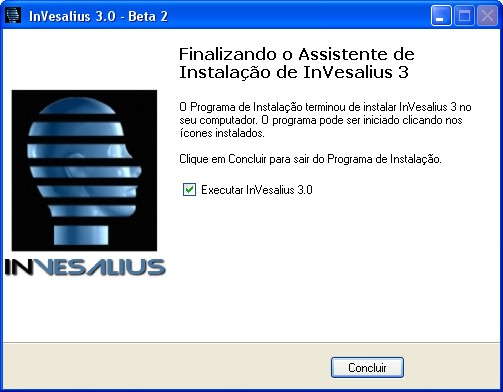 InVesalius 3.0 - Beta 2
Finalizando o Assistente de
Instalação de InVesalius 3
O Programa de Instalação terminou de instalar InVesalius 3 no
seu computador. O programa pode ser iniciado clicando nos
ícones instalados.
Clique em Concluir para sair do Programa de Instalação.
Executar InVesalius 3.0
INVESALIUS
Concluir